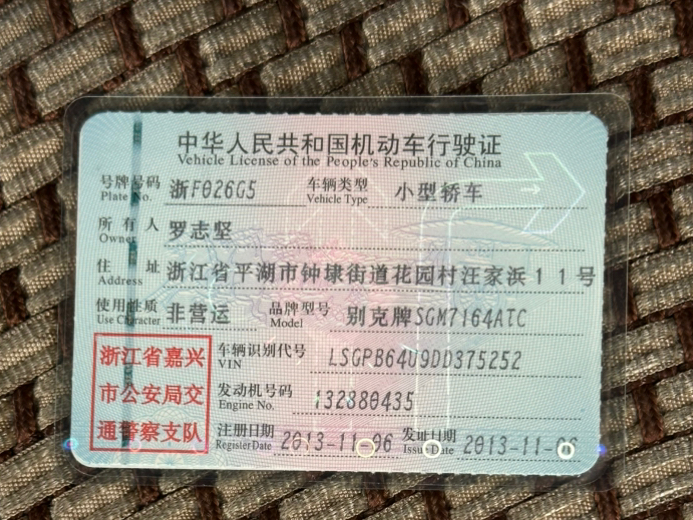 中华人民共和国机动车行驶证
Vehicle License of the People's Republic of China
号牌号码 浙F026G5 车辆类型 小型轿车
Plate No. Vehicle Type
所有人 罗志坚
Owner
住址 浙江省平湖市钟埭街道花园村汪家浜11号
Address
使用性质 非营运 品牌型号 别克牌SGM7164ATC
Use Character Model
浙江省嘉兴
市公安局交
通警察支队
车辆识别代号 LSGPB64U9DD375252
VIN
发动机号码 132880435
Engine No.
注册日期 2013-11-06 发证日期 2013-11-06
Register Date Issue Date